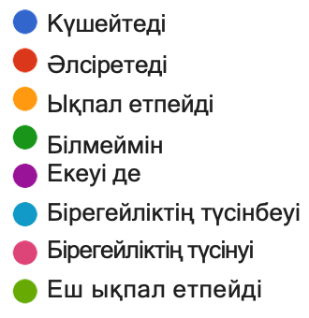 Күшейтеді
Әлсіретеді
Ықпал етпейді
Білмеймін
Екеуі де
Бірегейліктің түсінбеуі
Бірегейліктің түсінуі
Еш ықпал етпейді